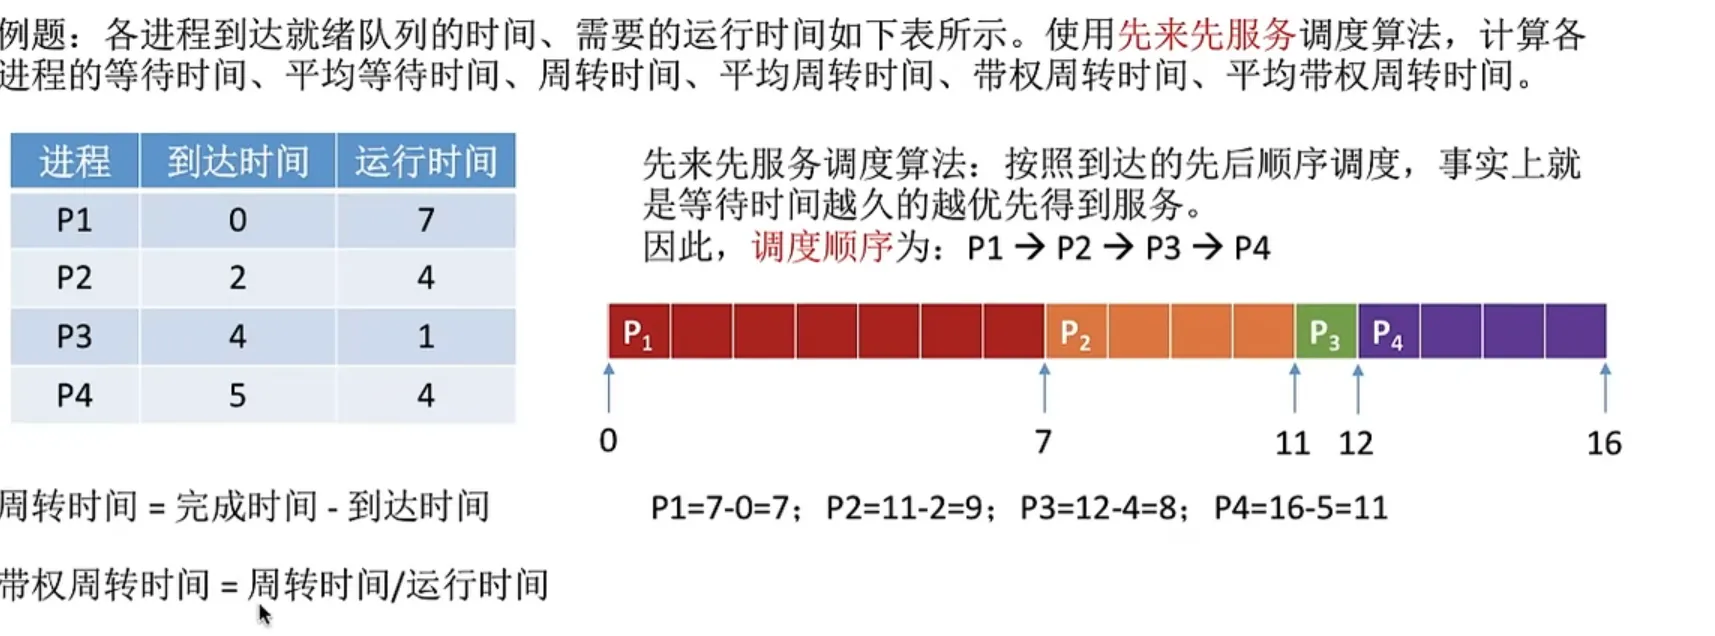 例题：各进程到达就绪队列的时间、需要的运行时间如下表所示。使用先来先服务调度算法，计算各
进程的等待时间、平均等待时间、周转时间、平均周转时间、带权周转时间、平均带权周转时间。
进程 到达时间 运行时间
P1 0 7
P2 2 4
P3 4 1
P4 5 4
先来先服务调度算法：按照到达的先后顺序调度，事实上就
是等待时间越久的越优先得到服务。
因此，调度顺序为：P1 → P2 → P3 → P4
P1 P2 P3 P4
0 7 11 12 16
周转时间 = 完成时间 - 到达时间
P1=7-0=7；P2=11-2=9；P3=12-4=8；P4=16-5=11
带权周转时间 = 周转时间/运行时间